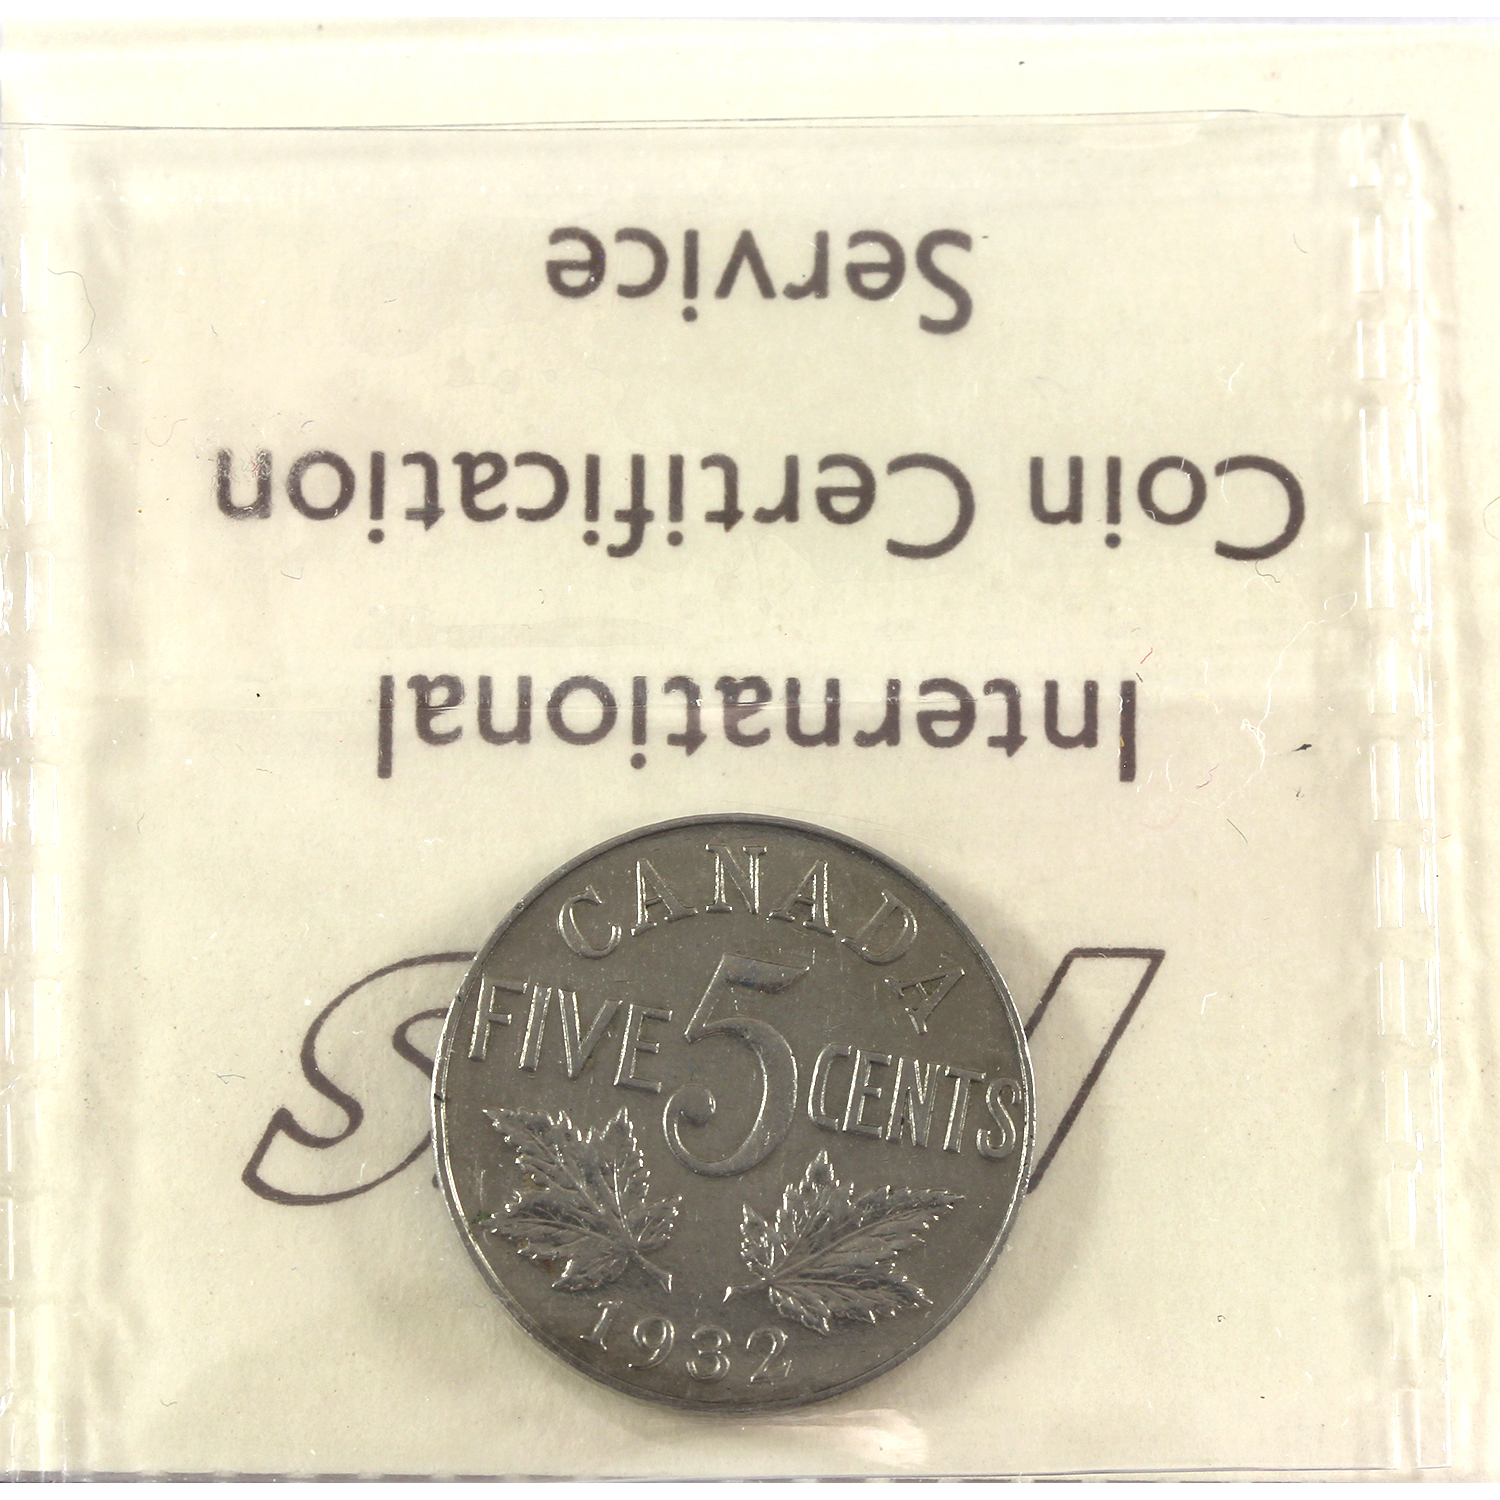 International
Coin Certification
Service
CANADA
FIVE 5 CENTS
1932